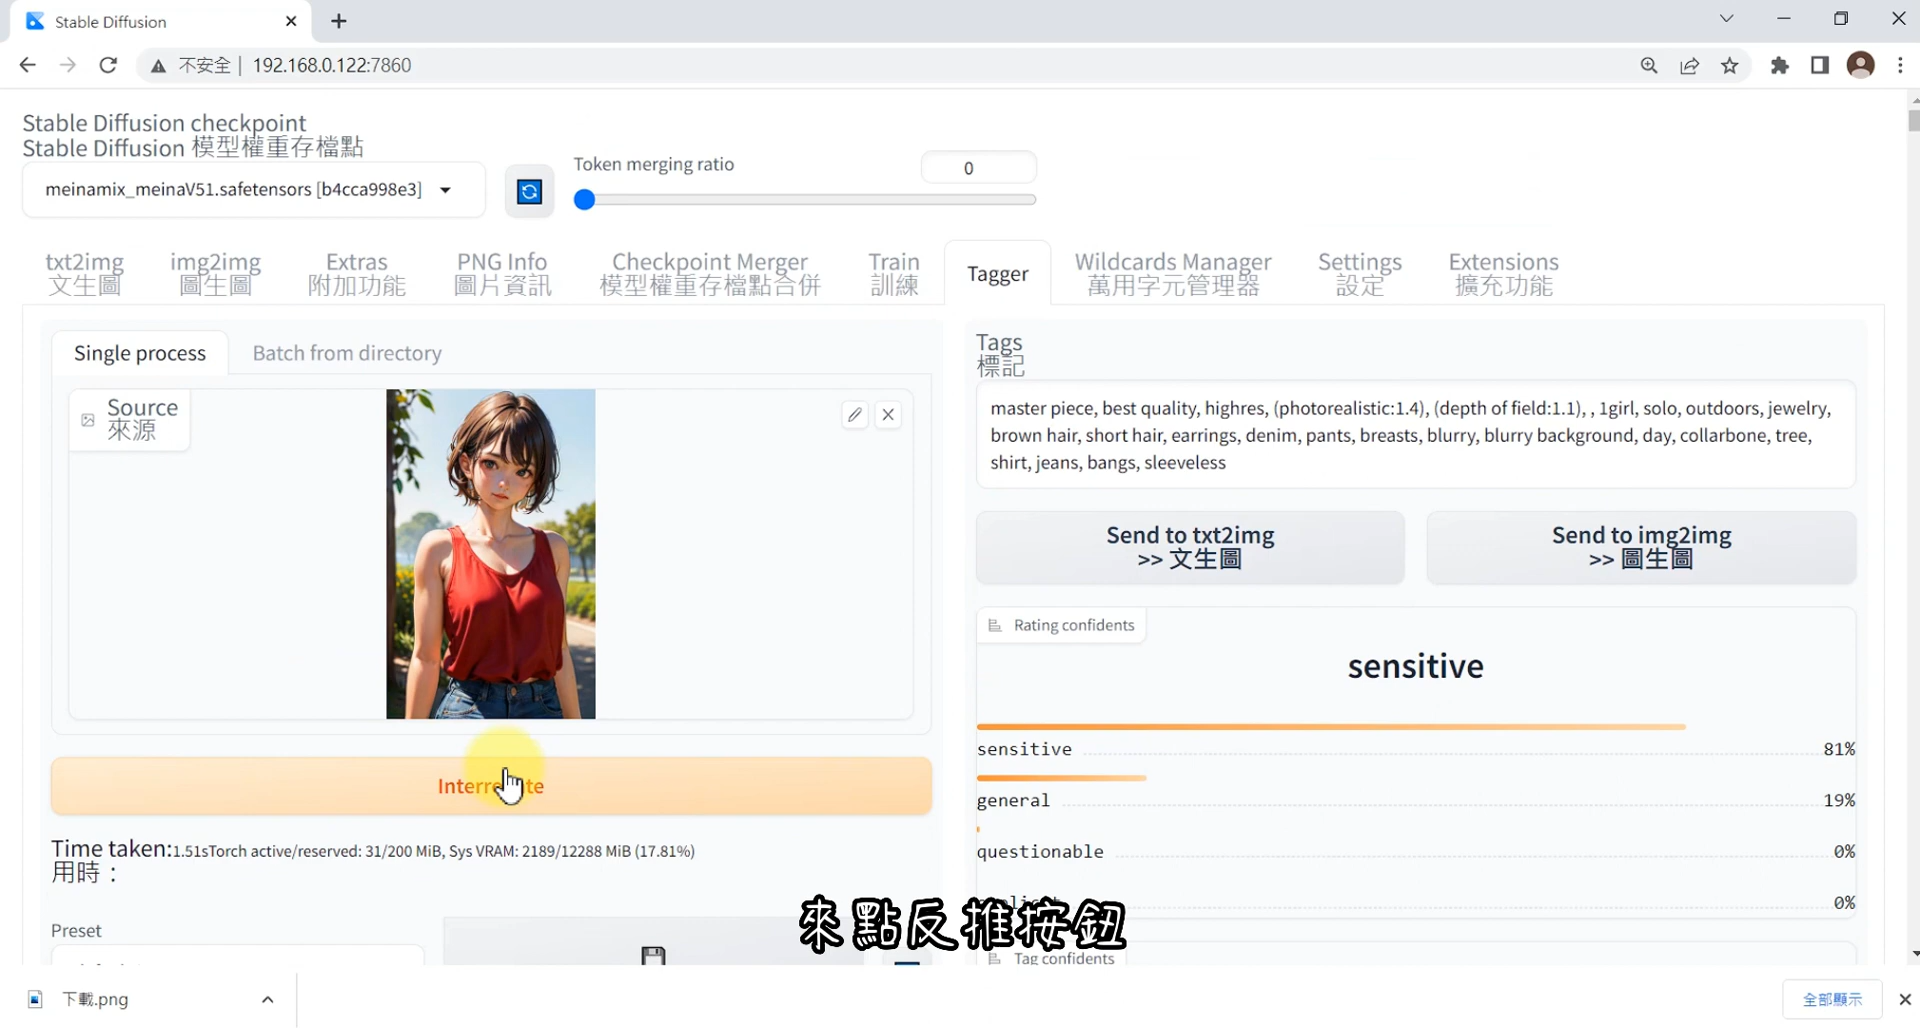 Stable Diffusion
不安全
192.168.0.122:7860
Stable Diffusion checkpoint
Stable Diffusion 模型權重存檔點
meinamix_meinaV51.safetensors [b4cca998e3]
Token merging ratio
0
txt2img
文生圖
img2img
圖生圖
Extras
附加功能
PNG Info
圖片資訊
Checkpoint Merger
模型權重存檔點合併
Train
訓練
Tagger
Wildcards Manager
萬用字元管理器
Settings
設定
Extensions
擴充功能
Single process
Batch from directory
Source
來源
Time taken:1.51sTorch active/reserved: 31/200 MiB, Sys VRAM: 2189/12288 MiB (17.81%)
用時：
Preset
Tags
標記
master piece, best quality, highres, (photorealistic:1.4), (depth of field:1.1), , 1girl, solo, outdoors, jewelry,
brown hair, short hair, earrings, denim, pants, breasts, blurry, blurry background, day, collarbone, tree,
shirt, jeans, bangs, sleeveless
Send to txt2img
>> 文生圖
Send to img2img
>> 圖生圖
Rating confidents
sensitive
sensitive 81%
general 19%
questionable 0%
0%
Tag confidents
來點反推按鈕
下載.png
全部顯示